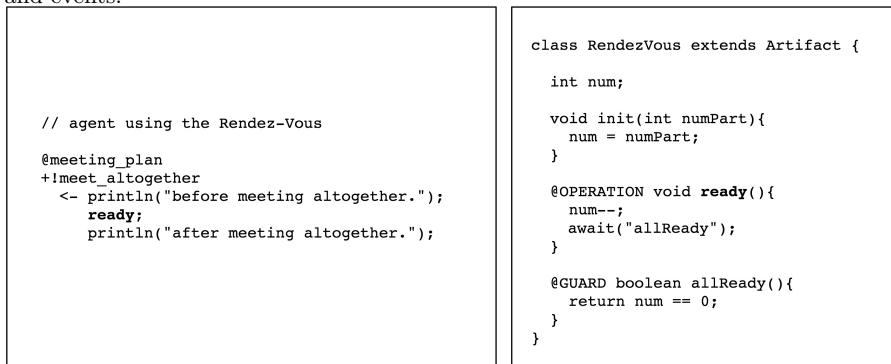 and events.
// agent using the Rendez-Vous
@meeting_plan
+!meet_altogether
<- println("before meeting altogether.");
ready;
println("after meeting altogether.");
class RendezVous extends Artifact {
int num;
void init(int numPart){
num = numPart;
}
@OPERATION void ready(){
num--;
await("allReady");
}
@GUARD boolean allReady(){
return num == 0;
}
}